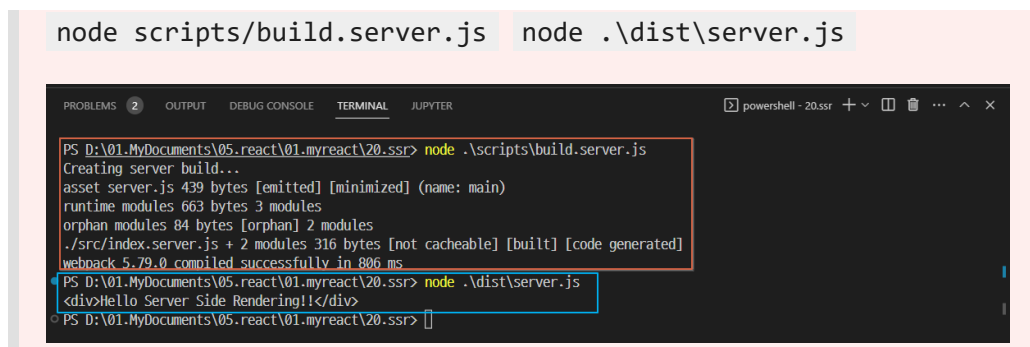 node scripts/build.server.js node .\dist\server.js
PROBLEMS 2 OUTPUT DEBUG CONSOLE TERMINAL JUPYTER powershell - 20.ssr
PS D:\01.MyDocuments\05.react\01.myreact\20.ssr> node .\scripts\build.server.js
Creating server build...
asset server.js 439 bytes [emitted] [minimized] (name: main)
runtime modules 663 bytes 3 modules
orphan modules 84 bytes [orphan] 2 modules
./src/index.server.js + 2 modules 316 bytes [not cacheable] [built] [code generated]
webpack 5.79.0 compiled successfully in 806 ms
PS D:\01.MyDocuments\05.react\01.myreact\20.ssr> node .\dist\server.js
<div>Hello Server Side Rendering!!</div>
PS D:\01.MyDocuments\05.react\01.myreact\20.ssr>